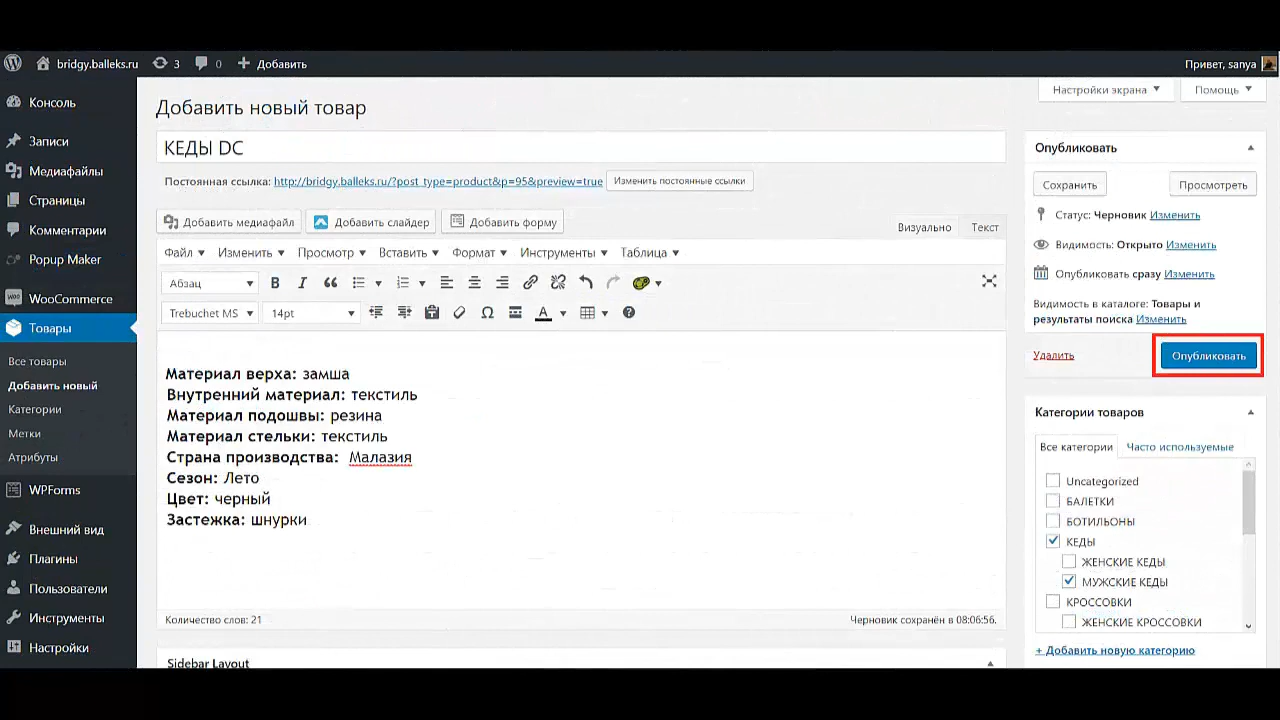 bridgy.balleks.ru
3
0
Добавить
Привет, sanya
Консоль
Записи
Медиафайлы
Страницы
Комментарии
Popup Maker
WooCommerce
Товары
Все товары
Добавить новый
Категории
Метки
Атрибуты
WPForms
Внешний вид
Плагины
Пользователи
Инструменты
Настройки
Настройки экрана
Помощь
Добавить новый товар
КЕДЫ DC
Постоянная ссылка: http://bridgy.balleks.ru/?post_type=product&p=95&preview=true Изменить постоянные ссылки
Добавить медиафайл Добавить слайдер Добавить форму
Визуально Текст
Файл Изменить Просмотр Вставить Формат Инструменты Таблица
Абзац
Trebuchet MS 14pt
Материал верха: замша
Внутренний материал: текстиль
Материал подошвы: резина
Материал стельки: текстиль
Страна производства: Малазия
Сезон: Лето
Цвет: черный
Застежка: шнурки
Количество слов: 21
Черновик сохранён в 08:06:56.
Sidebar Layout
Опубликовать
Сохранить Просмотреть
Статус: Черновик Изменить
Видимость: Открыто Изменить
Опубликовать сразу Изменить
Видимость в каталоге: Товары и
результаты поиска Изменить
Удалить Опубликовать
Категории товаров
Все категории Часто используемые
Uncategorized
БАЛЕТКИ
БОТИЛЬОНЫ
КЕДЫ
ЖЕНСКИЕ КЕДЫ
МУЖСКИЕ КЕДЫ
КРОССОВКИ
ЖЕНСКИЕ КРОССОВКИ
+ Добавить новую категорию